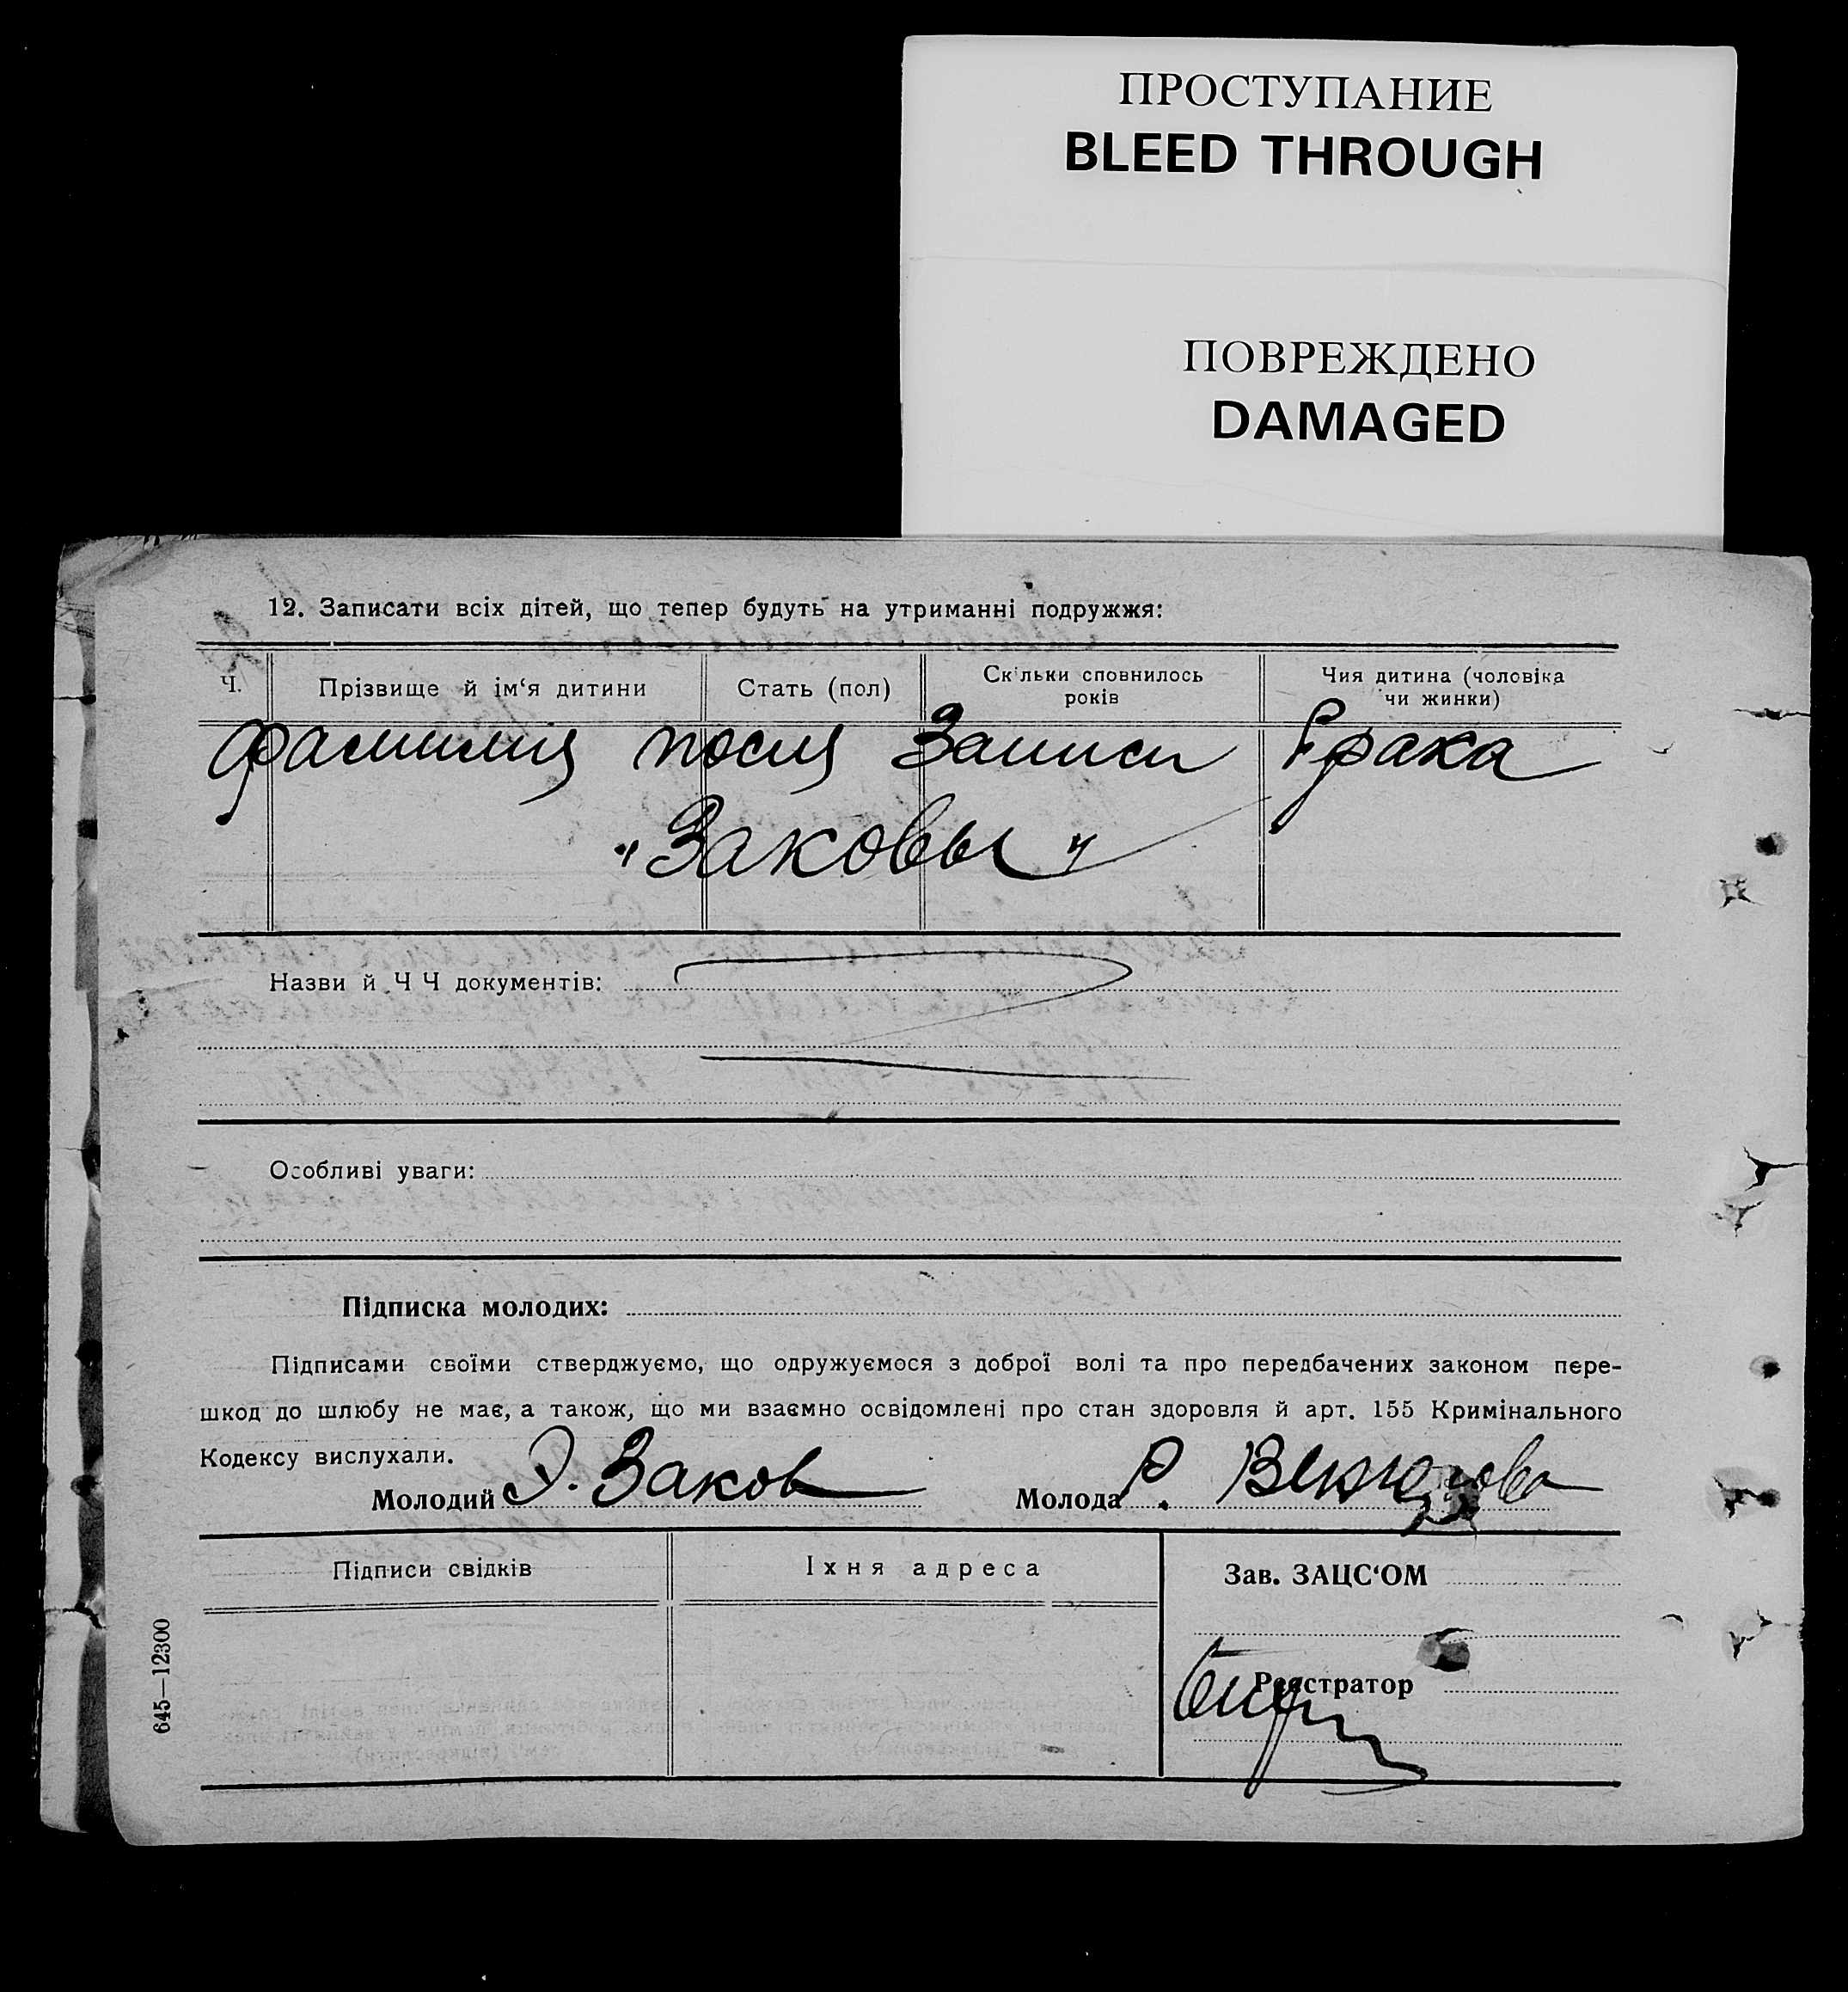 ПРОСТУПАНИЕ
BLEED THROUGH
ПОВРЕЖДЕНО
DAMAGED
12. Записати всіх дітей, що тепер будуть на утриманні подружжя:
Ч. Прізвище й ім‘я дитини Стать (пол) Скільки сповнилось років Чия дитина (чоловіка чи жинки)
Фамилия после Записи брака
„Заковы“
Назви й Ч Ч документів:
Особливі уваги:
Підписка молодих:
Підписами своїми стверджуємо, що одружуємося з доброї волі та про передбачених законом пере-
шкод до шлюбу не має, а також, що ми взаємно освідомлені про стан здоровля й арт. 155 Кримінального
Кодексу вислухали.
Молодий Э. Заков Молода Р.
Підписи свідків Їхня адреса Зав. ЗАЦС‘ОМ
Реєстратор
645—12300